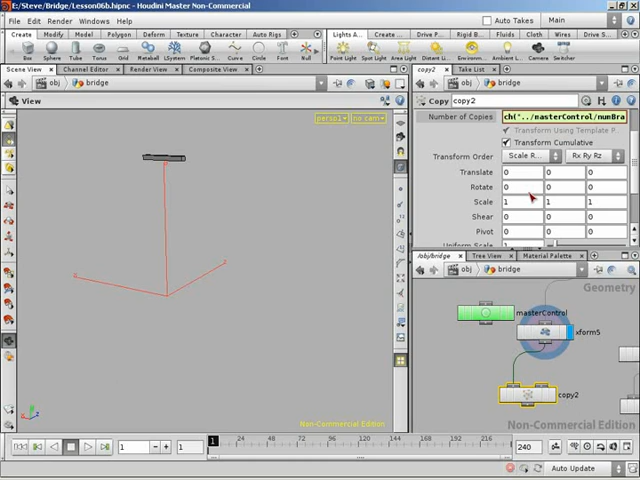 E:/Steve/Bridge/Lesson06b.hipnc - Houdini Master Non-Commercial
File Edit Render Windows Help
Auto Takes Main
Create Modify Model Polygon Deform Texture Character Auto Rigs Lights A... Create P... Drive P... Rigid B... Fluids Cloth W... Drive
Box Sphere Tube Torus Grid Metaball LSystem Platonic S... Curve Circle Font
Point Light Spot Light Area Light Distant Li... Environm... Ambient L...
Scene View Channel Editor Render View Composite View
copy2 Take List
obj bridge
obj bridge
View
persp1 no cam
Copy copy2
Number of Copies ch("../masterControl/numBra
Transform Using Template P
Transform Cumulative
Transform Order Scale R... Rx Ry Rz
Translate 0 0 0
Rotate 0 0 0
Scale 1 1 1
Shear 0 0 0
Pivot 0 0 0
Uniform Scale 1
/obj/bridge Tree View Material Palette
obj bridge
Geometry
masterControl
xform5
copy2
Non-Commercial Edition
Non-Commercial Edition
1 1 1 24 48 72 96 120 144 168 192 216 240
Auto Update